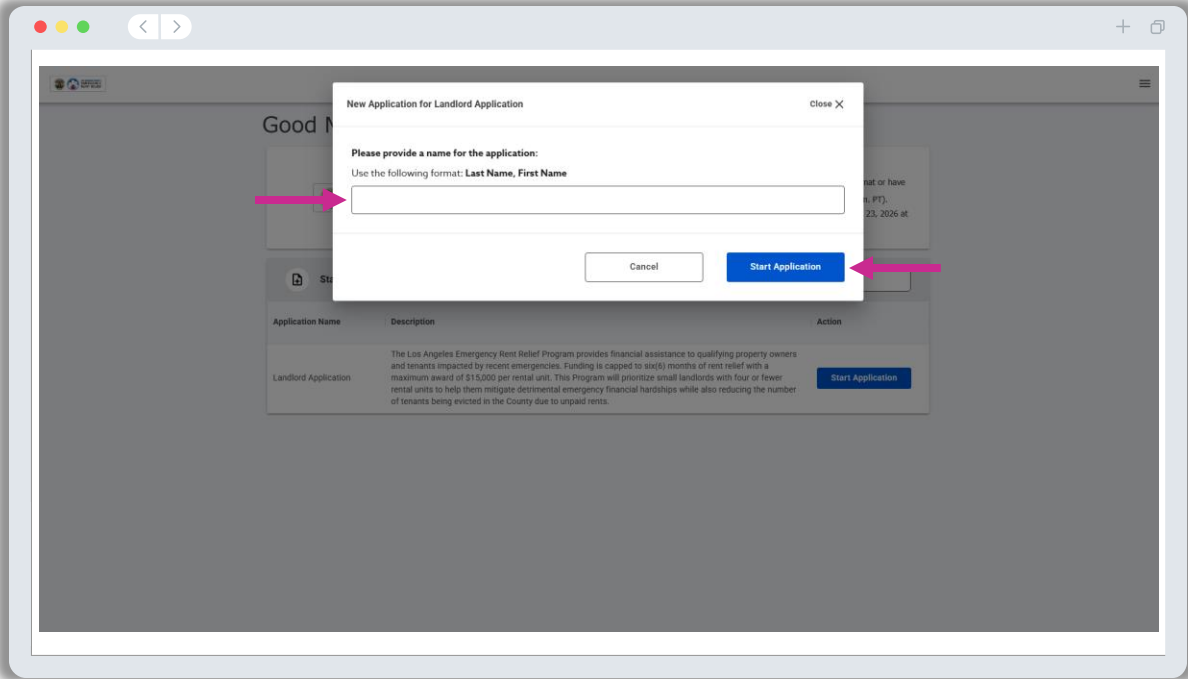 New Application for Landlord Application
Close
Good
Please provide a name for the application:
Use the following format: Last Name, First Name
or have
PT).
23, 2026 at
Cancel
Start Application
Application Name
Description
Action
The Los Angeles Emergency Rent Relief Program provides financial assistance to qualifying property owners
and tenants impacted by recent emergencies. Funding is capped to six(6) months of rent relief with a
Landlord Application
maximum award of $15,000 per rental unit. This Program will prioritize small landlords with four or fewer
Start Application
rental units to help them mitigate detrimental emergency financial hardships while also reducing the number
of tenants being evicted in the County due to unpaid rents.